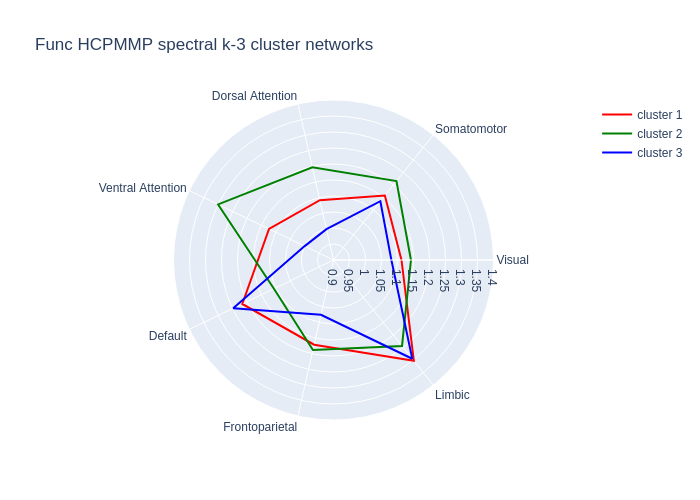 Func HCPMMP spectral k-3 cluster networks
Dorsal Attention
Somatomotor
Ventral Attention
Visual
Default
Limbic
Frontoparietal
0.9
0.95
1
1.05
1.1
1.15
1.2
1.25
1.3
1.35
1.4
cluster 1
cluster 2
cluster 3